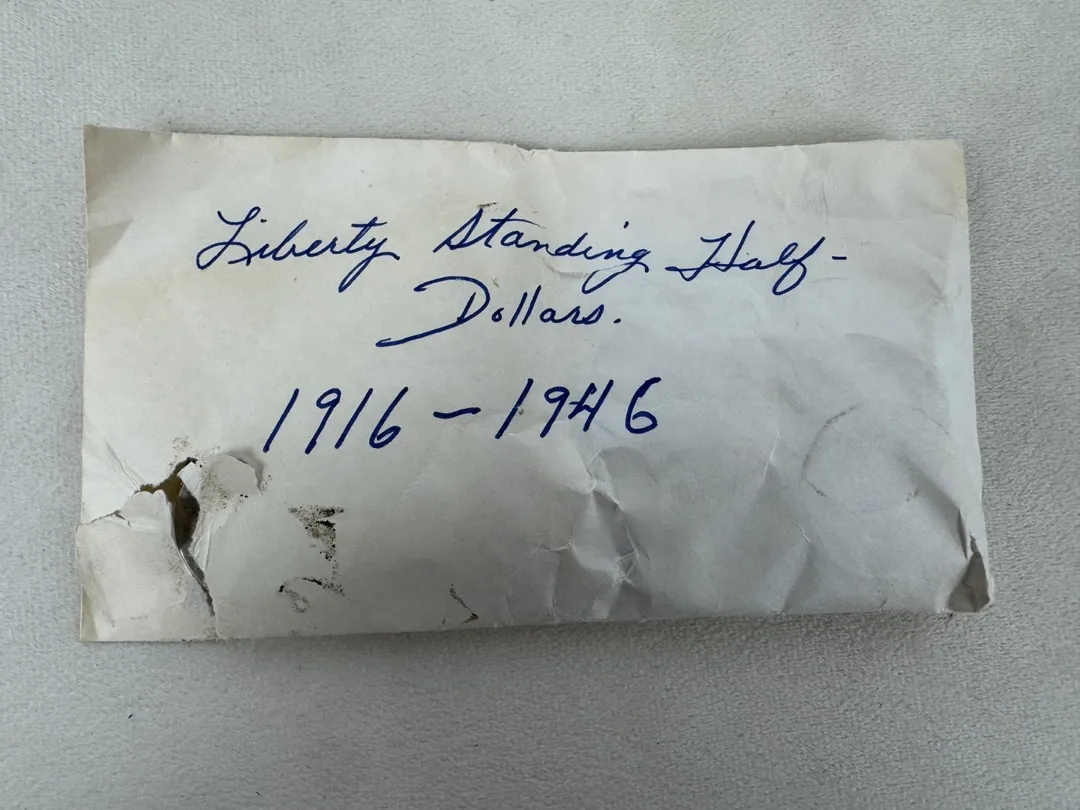 Liberty Standing Half-
Dollars.
1916-1946